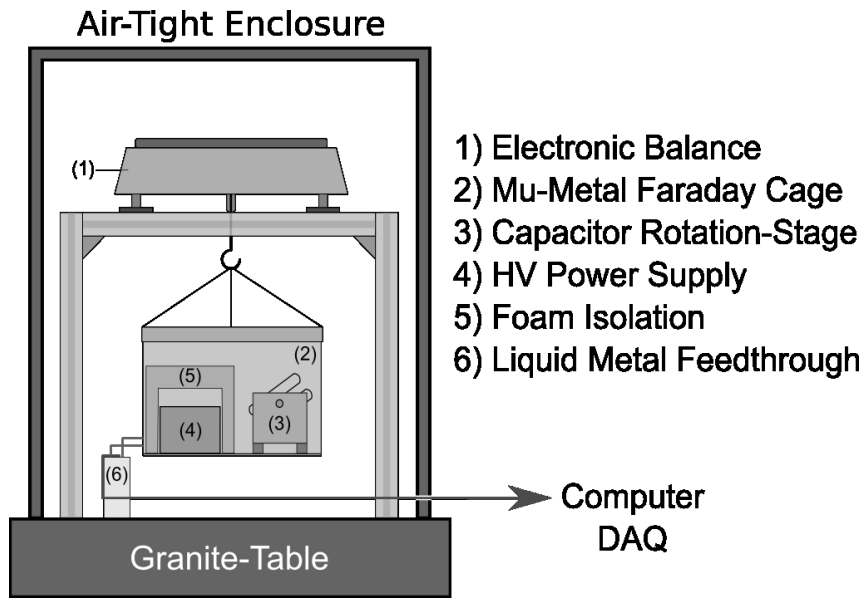 Air-Tight Enclosure
(1)
1) Electronic Balance
2) Mu-Metal Faraday Cage
3) Capacitor Rotation-Stage
4) HV Power Supply
5) Foam Isolation
6) Liquid Metal Feedthrough
(2)
(5)
(3)
(4)
(6)
Computer
DAQ
Granite-Table